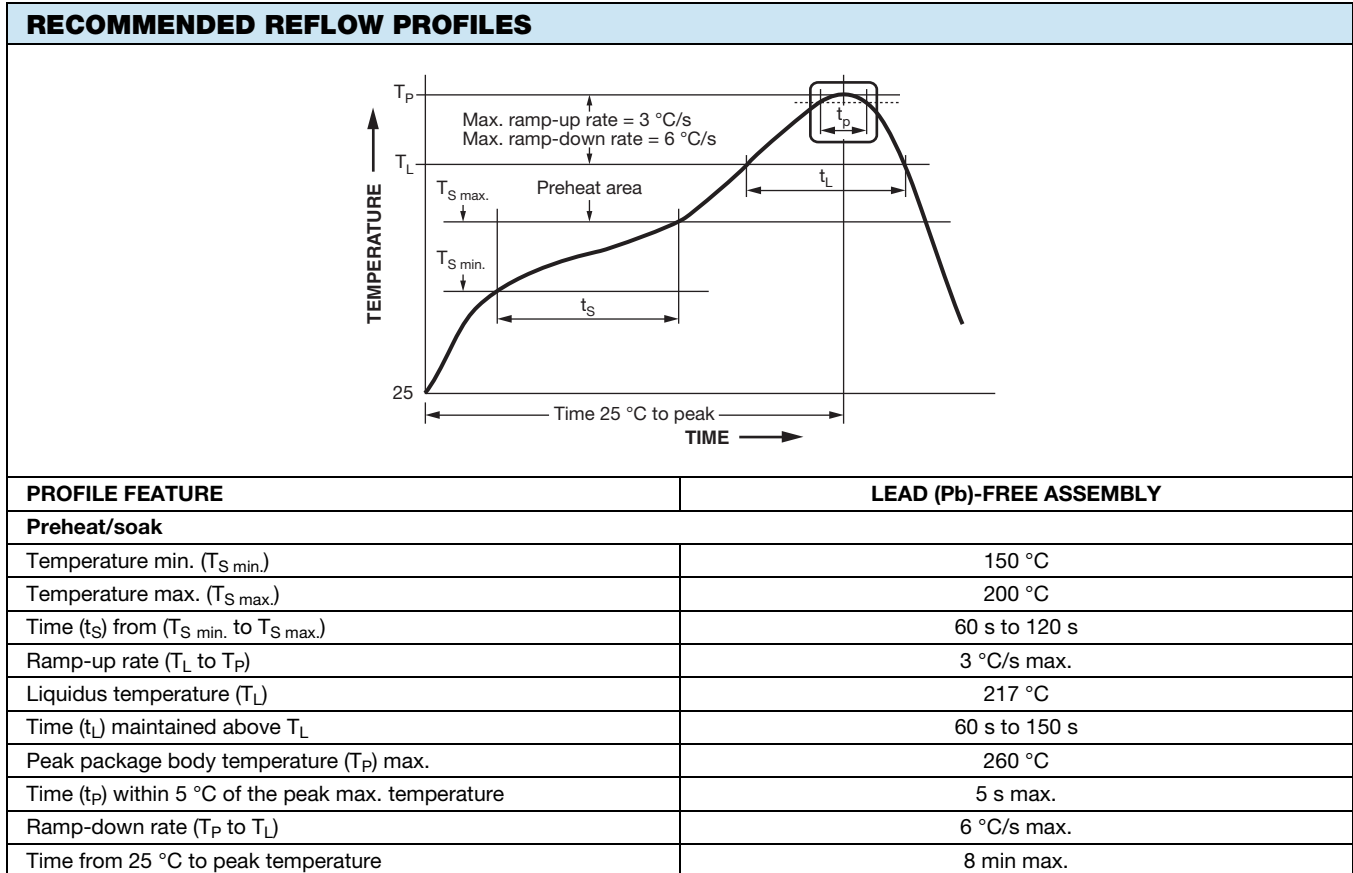 RECOMMENDED REFLOW PROFILES
TP
Max. ramp-up rate = 3 °C/s
Max. ramp-down rate = 6 °C/s
tp
TL
tL
TS max.
Preheat area
TS min.
tS
TEMPERATURE
25
Time 25 °C to peak
TIME
PROFILE FEATURE LEAD (Pb)-FREE ASSEMBLY
Preheat/soak
Temperature min. (TS min.) 150 °C
Temperature max. (TS max.) 200 °C
Time (tS) from (TS min. to TS max.) 60 s to 120 s
Ramp-up rate (TL to TP) 3 °C/s max.
Liquidus temperature (TL) 217 °C
Time (tL) maintained above TL 60 s to 150 s
Peak package body temperature (TP) max. 260 °C
Time (tP) within 5 °C of the peak max. temperature 5 s max.
Ramp-down rate (TP to TL) 6 °C/s max.
Time from 25 °C to peak temperature 8 min max.